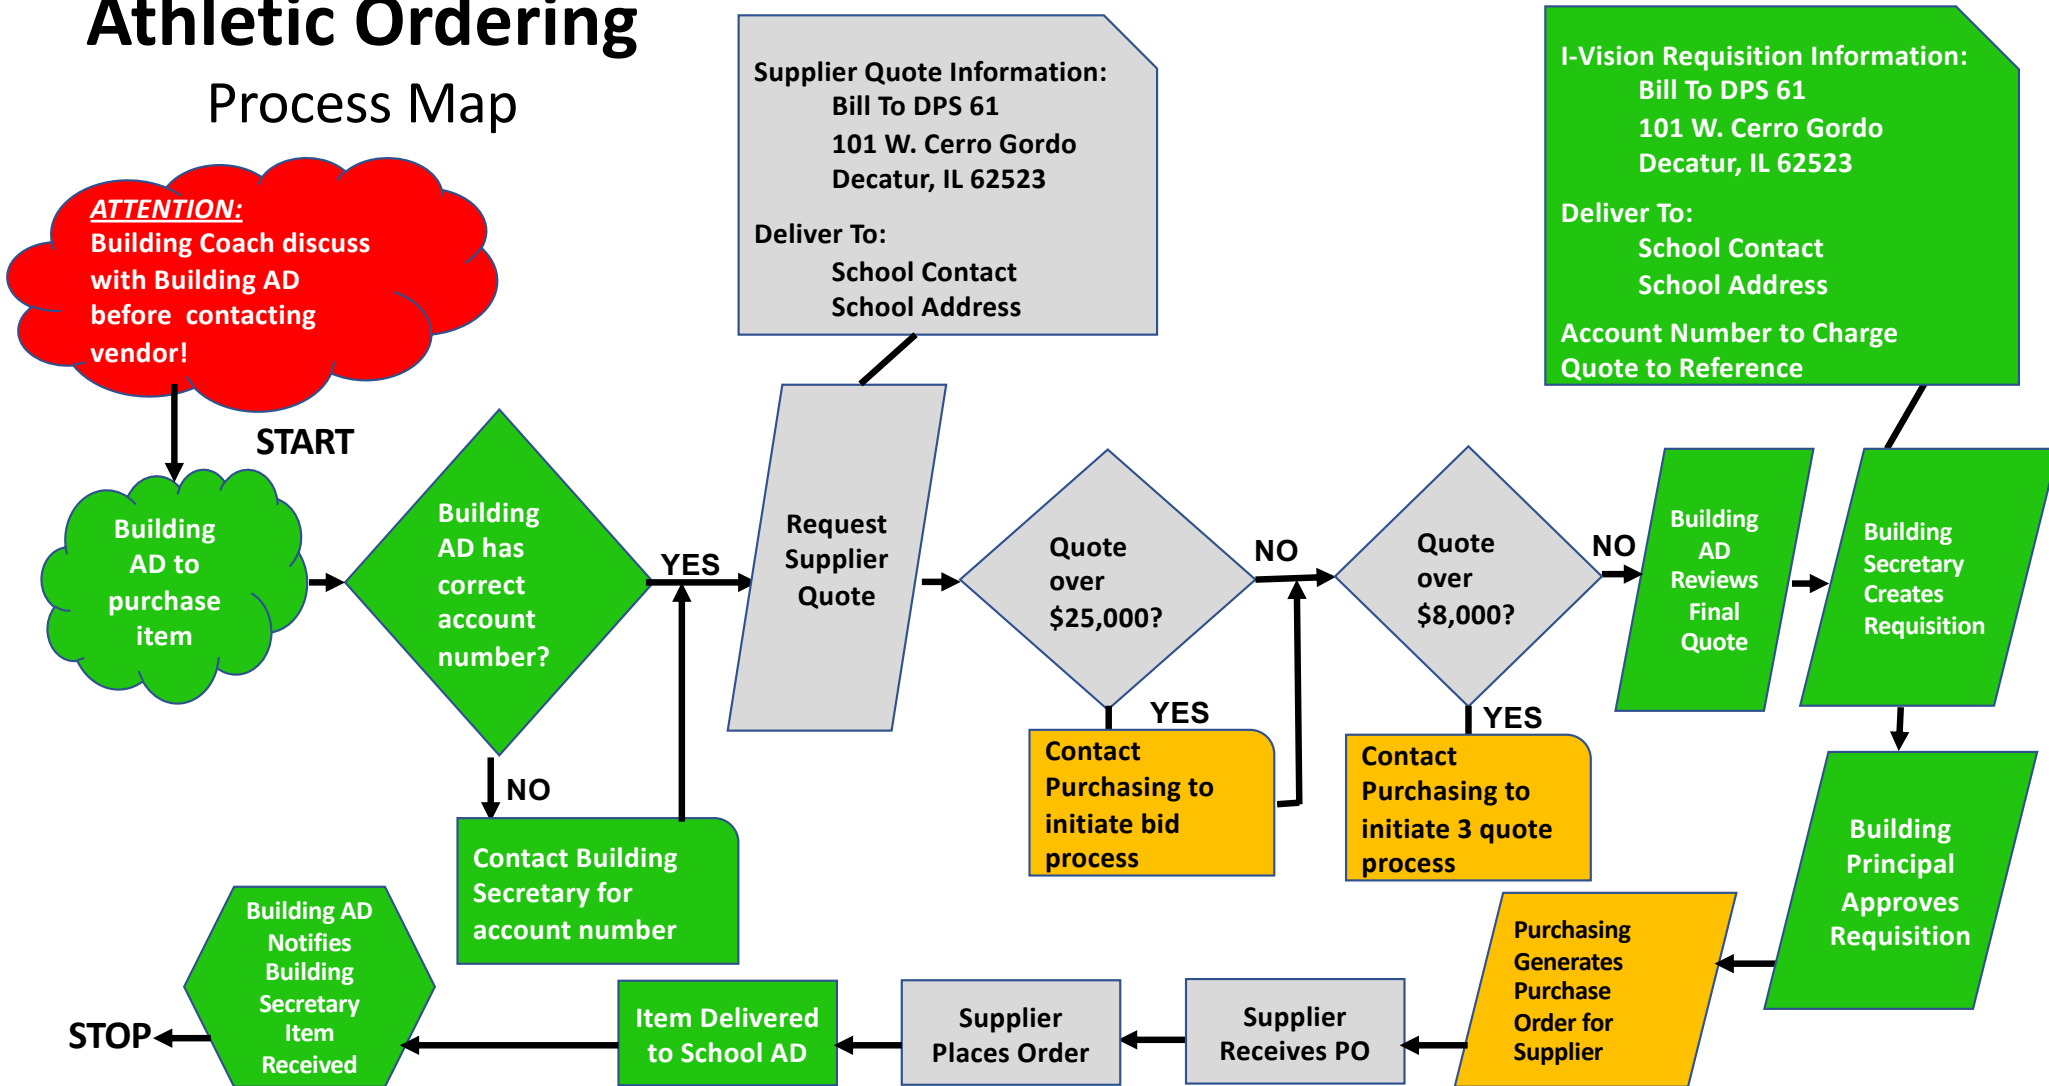 Athletic Ordering
Process Map
ATTENTION:
Building Coach discuss
with Building AD
before contacting
vendor!
START
Building
AD to
purchase
item
Building
AD has
correct
account
number?
YES
NO
Contact Building
Secretary for
account number
Supplier Quote Information:
Bill To DPS 61
101 W. Cerro Gordo
Decatur, IL 62523
Deliver To:
School Contact
School Address
Request
Supplier
Quote
Quote
over
$25,000?
NO
YES
Contact
Purchasing to
initiate bid
process
Quote
over
$8,000?
NO
YES
Contact
Purchasing to
initiate 3 quote
process
Building
AD
Reviews
Final
Quote
I-Vision Requisition Information:
Bill To DPS 61
101 W. Cerro Gordo
Decatur, IL 62523
Deliver To:
School Contact
School Address
Account Number to Charge
Quote to Reference
Building
Secretary
Creates
Requisition
Building
Principal
Approves
Requisition
Purchasing
Generates
Purchase
Order for
Supplier
Supplier
Receives PO
Supplier
Places Order
Item Delivered
to School AD
Building AD
Notifies
Building
Secretary
Item
Received
STOP